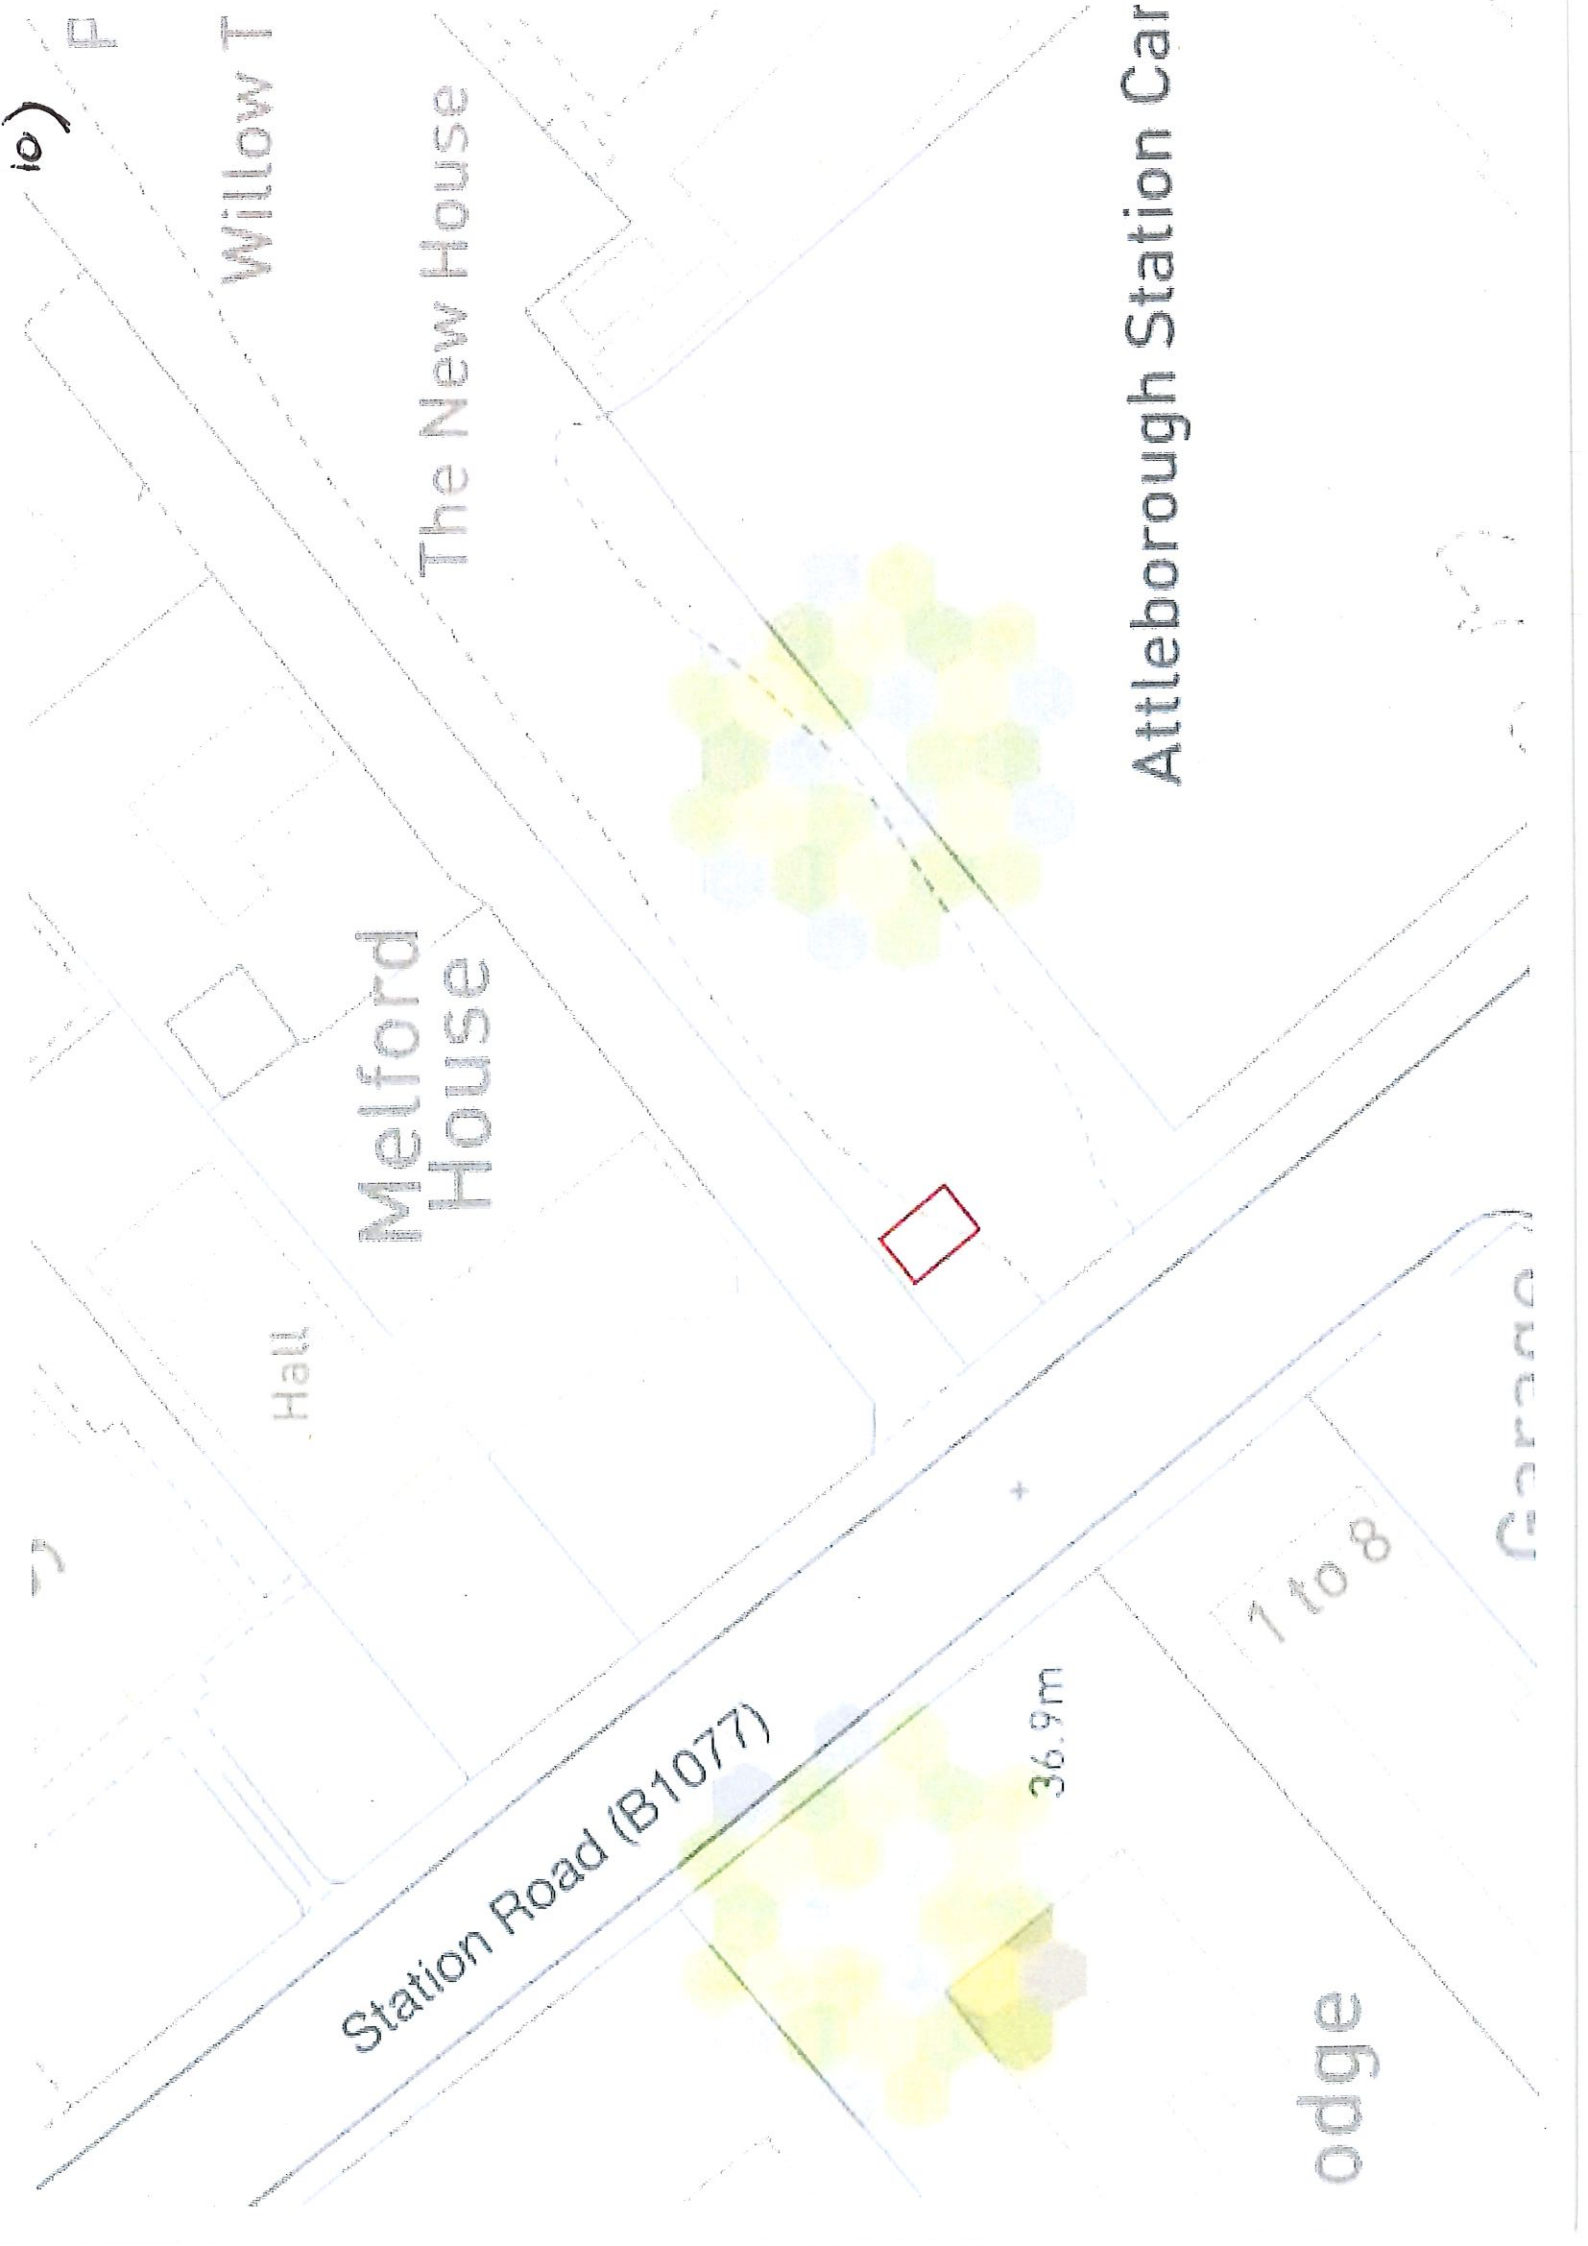 10)
Willow T
The New House
Attleborough Station Car
Melford
House
Hall
Station Road (B1077)
36.9m
1 to 8
odge